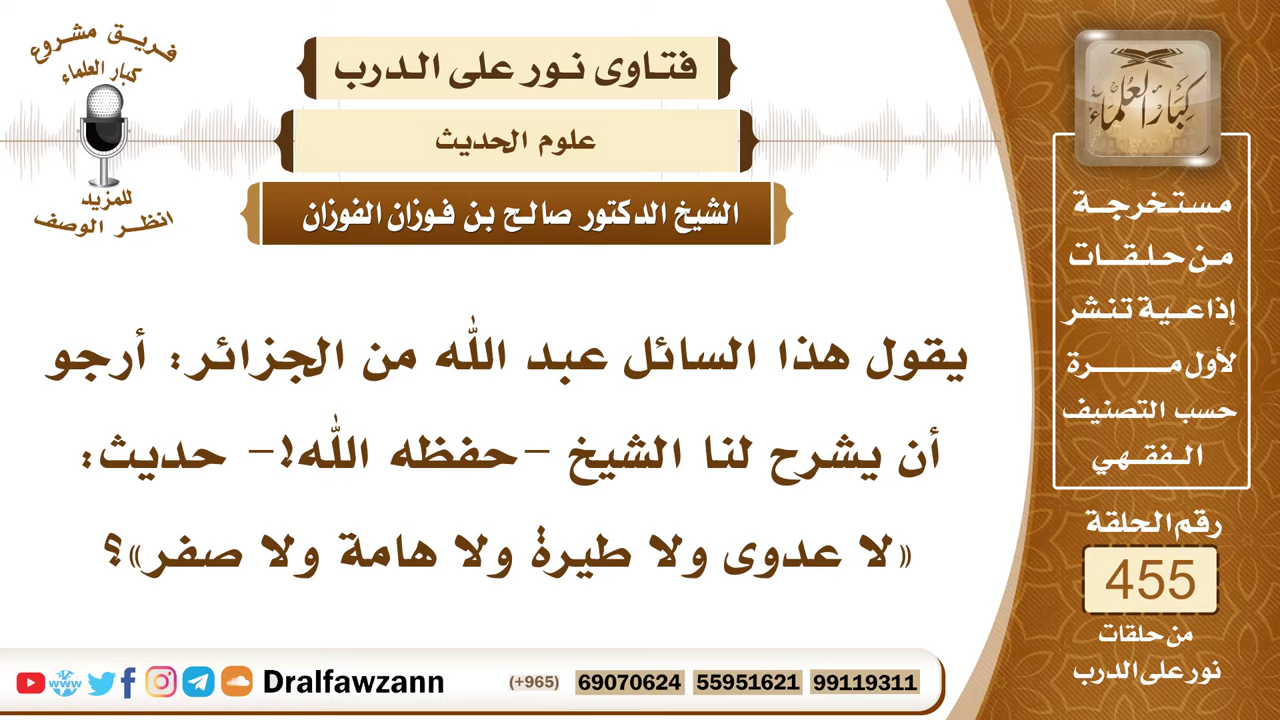 فريق مشروع
كبار العلماء
للمزيد
انظر الوصف
فتاوى نور على الدرب
علوم الحديث
الشيخ الدكتور صالح بن فوزان الفوزان
يقول هذا السائل عبد الله من الجزائر: أرجو
أن يشرح لنا الشيخ -حفظه الله!- حديث:
«لا عدوى ولا طيرة ولا هامة ولا صفر»؟
كبار العلماء
مستخرجة
من حلقات
إذاعية تنشر
لأول مرة
حسب التصنيف
الفقهي
رقم الحلقة
455
من حلقات
نور على الدرب
www Dralfawzann (+965) 69070624 55951621 99119311